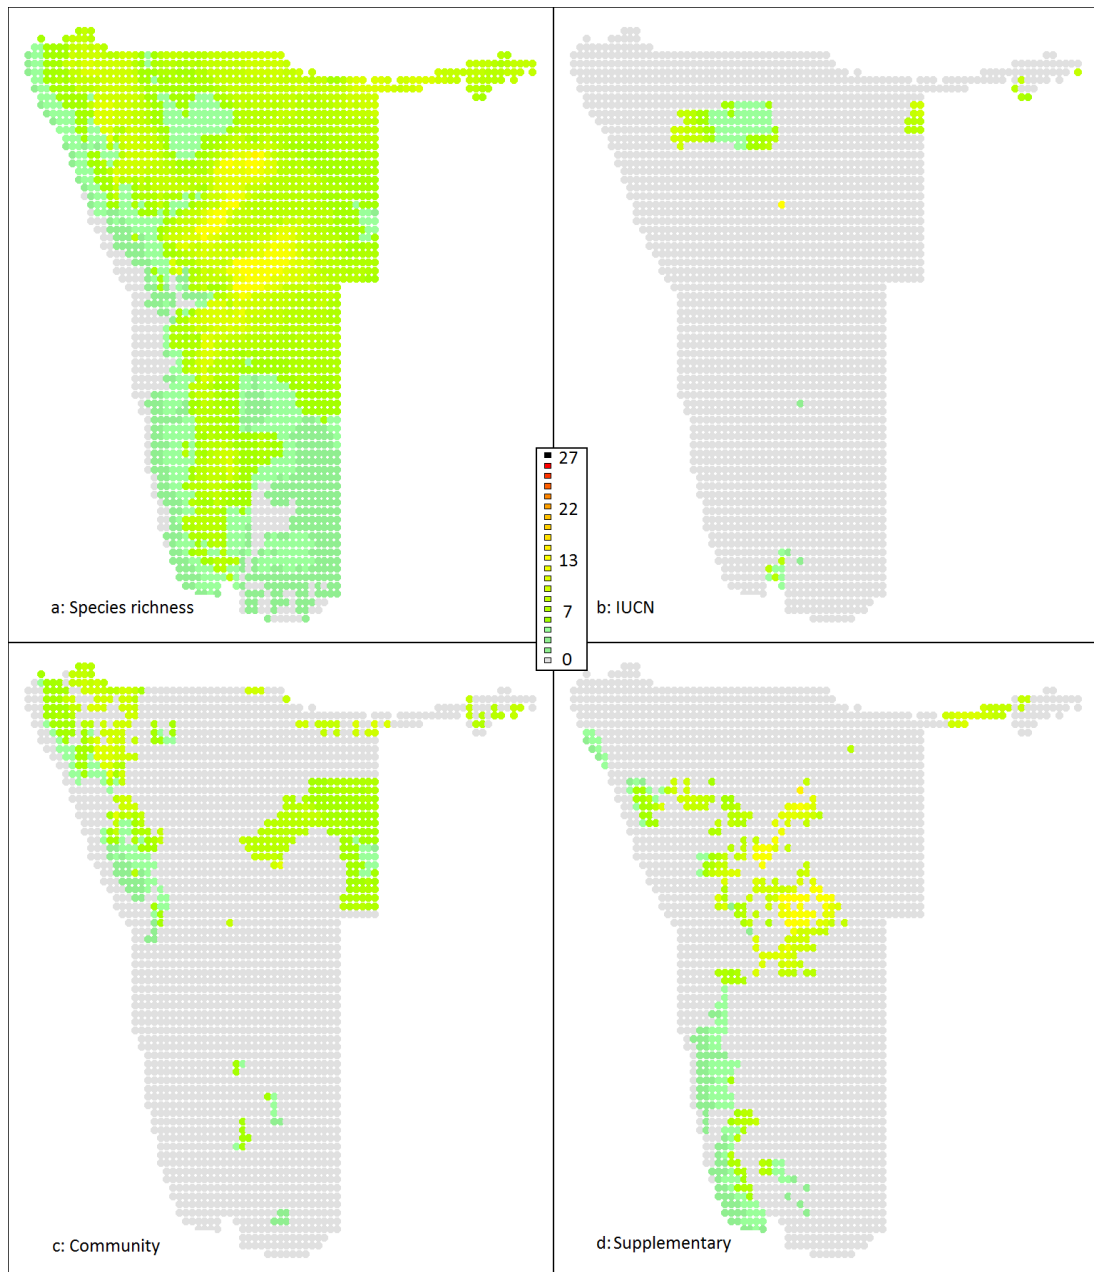 27
22
13
7
0
a: Species richness
b: IUCN
c: Community
d: Supplementary